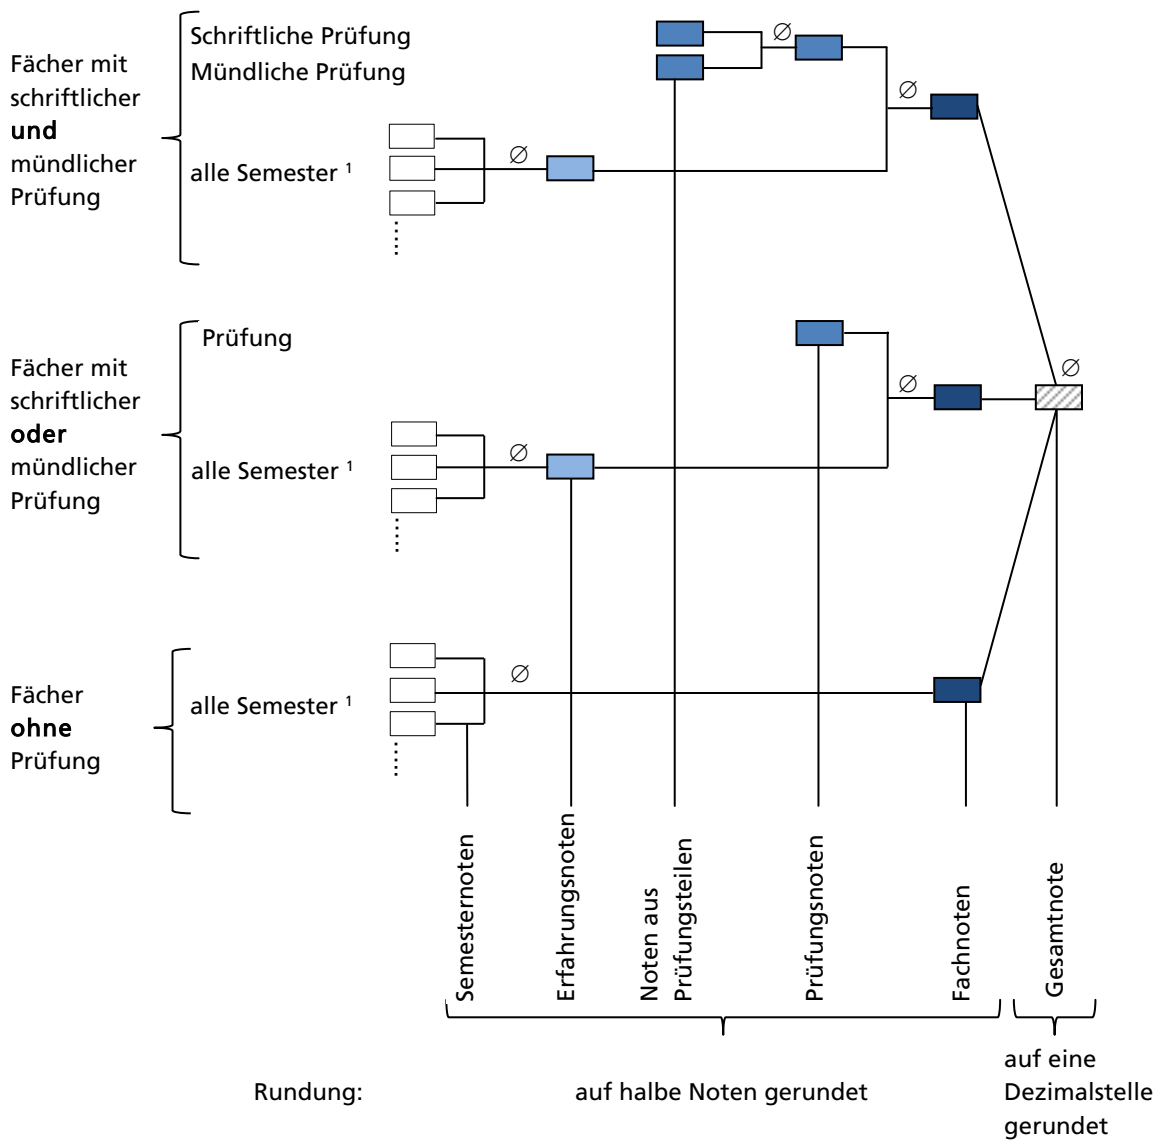 Fächer mit
schriftlicher
und
mündlicher
Prüfung
Schriftliche Prüfung
Mündliche Prüfung
alle Semester ¹
∅
∅
∅
Fächer mit
schriftlicher
oder
mündlicher
Prüfung
Prüfung
alle Semester ¹
∅
∅
∅
Fächer
ohne
Prüfung
alle Semester ¹
∅
Semesternoten
Erfahrungsnoten
Noten aus
Prüfungsteilen
Prüfungsnoten
Fachnoten
Gesamtnote
Rundung:
auf halbe Noten gerundet
auf eine
Dezimalstelle
gerundet